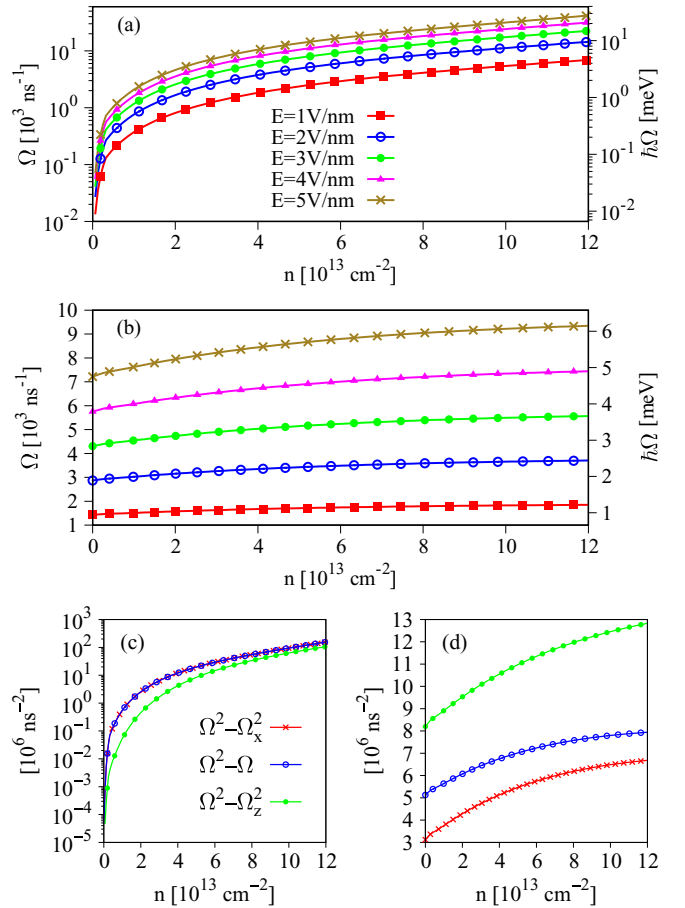 (a)
Ω [10³ ns⁻¹]
10¹
10⁰
10⁻¹
10⁻²
E=1V/nm
E=2V/nm
E=3V/nm
E=4V/nm
E=5V/nm
10¹
10⁰
10⁻¹
10⁻²
ℏΩ [meV]
0 2 4 6 8 10 12
n [10¹³ cm⁻²]
(b)
Ω [10³ ns⁻¹]
10
9
8
7
6
5
4
3
2
1
6
5
4
3
2
1
ℏΩ [meV]
0 2 4 6 8 10 12
n [10¹³ cm⁻²]
(c)
[10⁶ ns⁻²]
10³
10²
10¹
10⁰
10⁻¹
10⁻²
10⁻³
10⁻⁴
10⁻⁵
Ω²−Ωₓ²
Ω²−Ω
Ω²−Ω_z²
0 2 4 6 8 10 12
n [10¹³ cm⁻²]
(d)
[10⁶ ns⁻²]
13
12
11
10
9
8
7
6
5
4
3
0 2 4 6 8 10 12
n [10¹³ cm⁻²]